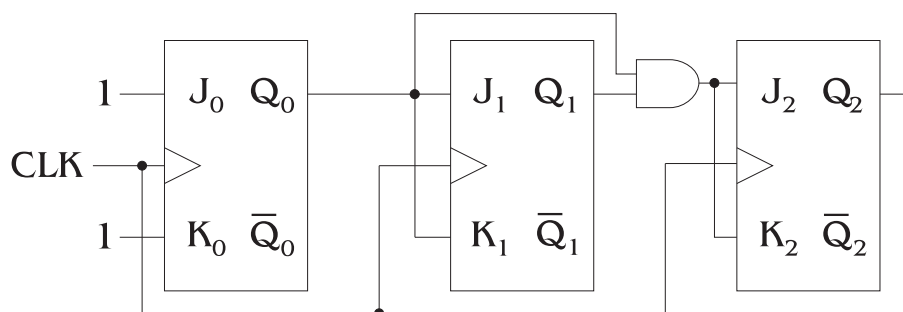 1 J₀ Q₀ J₁ Q₁ J₂ Q₂
CLK
1 K₀ Q̅₀ K₁ Q̅₁ K₂ Q̅₂